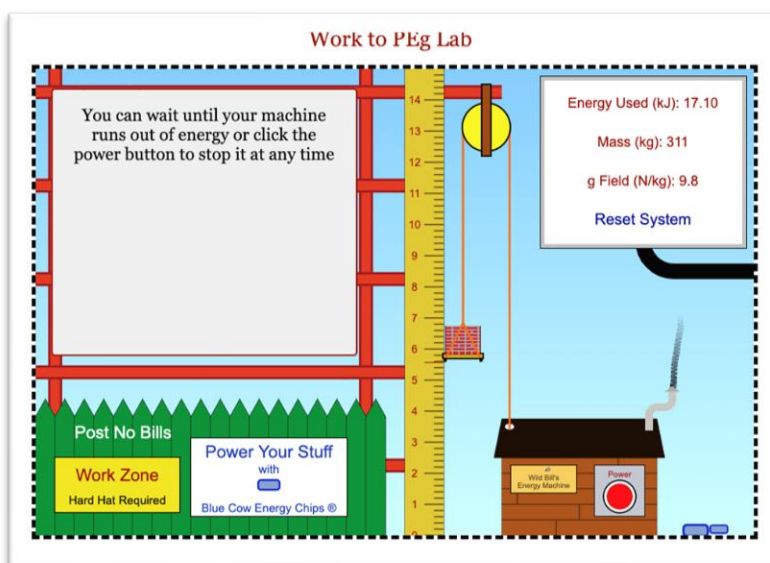 Work to PEg Lab
You can wait until your machine
runs out of energy or click the
power button to stop it at any time
14
13
12
11
10
9
8
7
6
5
4
3
2
1
0
Energy Used (kJ): 17.10
Mass (kg): 311
g Field (N/kg): 9.8
Reset System
Post No Bills
Work Zone
Hard Hat Required
Power Your Stuff
with
Blue Cow Energy Chips ®
Wild Bill's
Energy Machine
Power